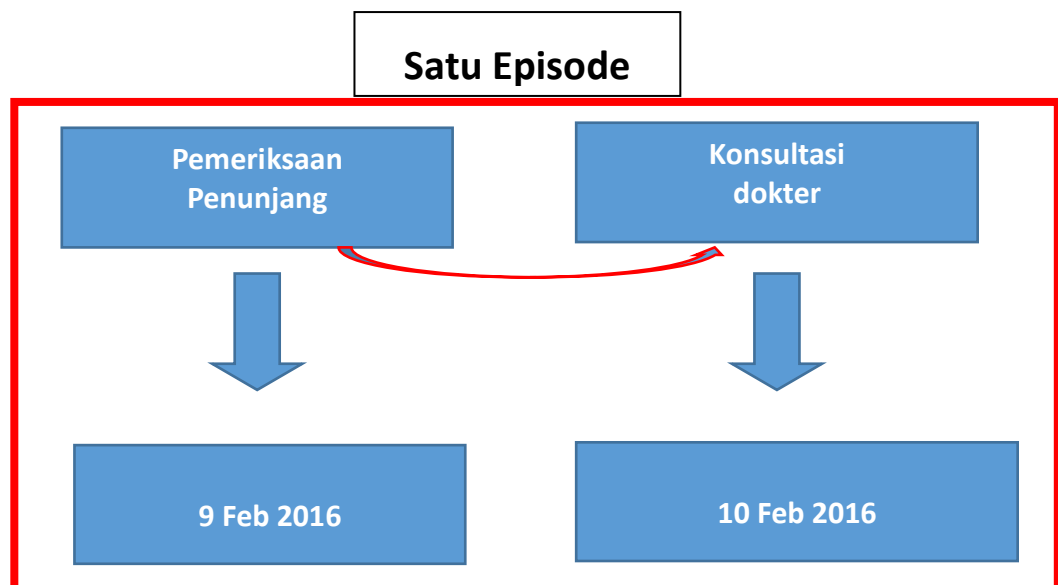 Satu Episode
Pemeriksaan
Penunjang
Konsultasi
dokter
9 Feb 2016
10 Feb 2016